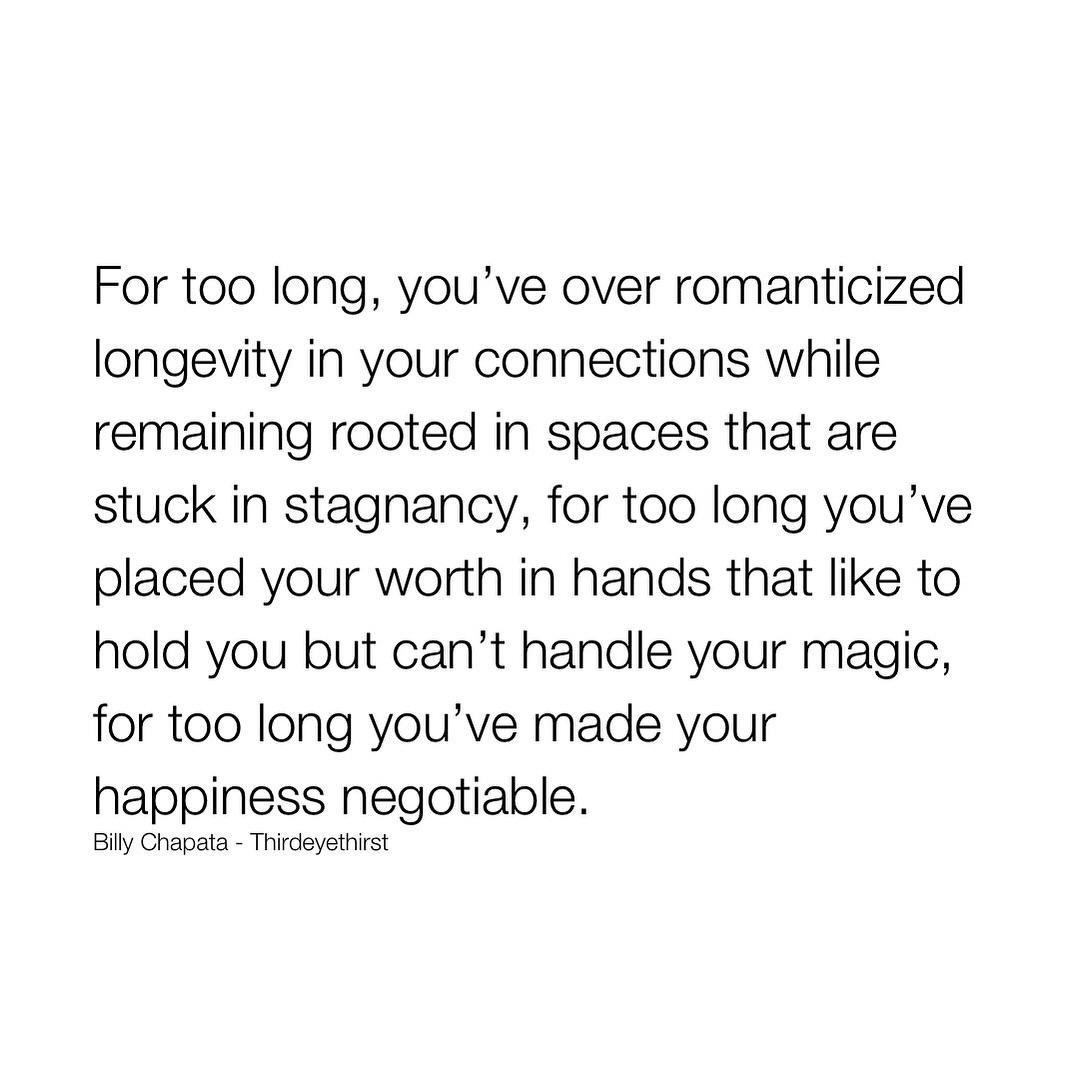 For too long, you’ve over romanticized
longevity in your connections while
remaining rooted in spaces that are
stuck in stagnancy, for too long you’ve
placed your worth in hands that like to
hold you but can’t handle your magic,
for too long you’ve made your
happiness negotiable.
Billy Chapata - Thirdeyethirst